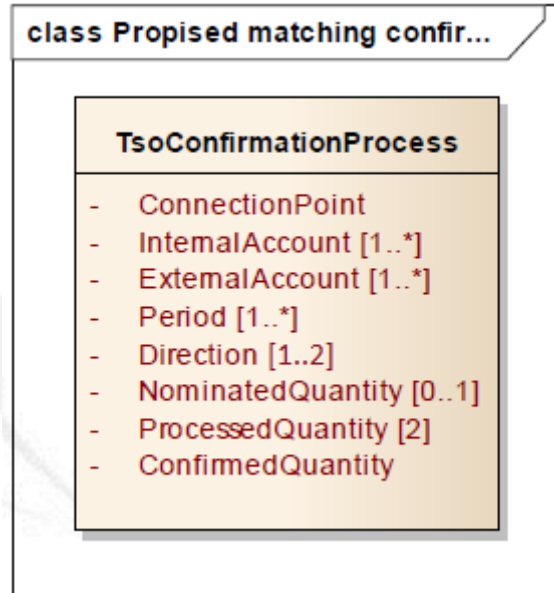 class Propised matching confir...
TsoConfirmationProcess
- ConnectionPoint
- InternalAccount [1..*]
- ExternalAccount [1..*]
- Period [1..*]
- Direction [1..2]
- NominatedQuantity [0..1]
- ProcessedQuantity [2]
- ConfirmedQuantity